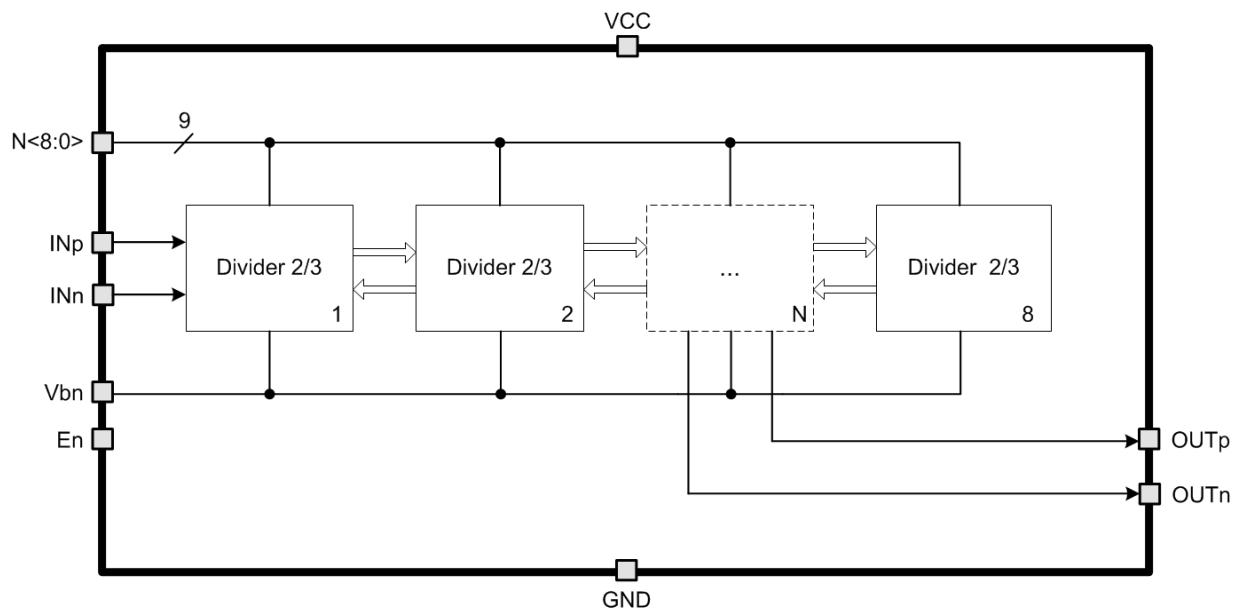 VCC
9
N<8:0>
INp
INn
Divider 2/3
1
Divider 2/3
2
...
N
Divider 2/3
8
Vbn
En
OUTp
OUTn
GND